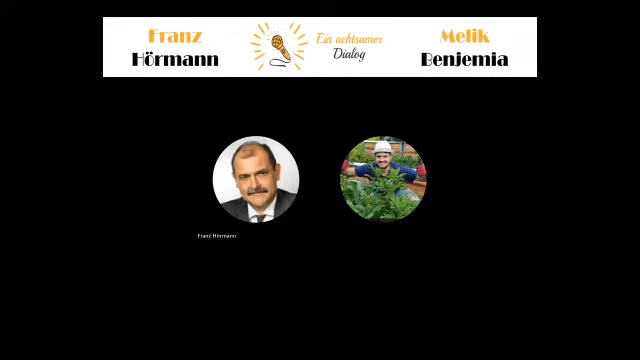 Franz
Hörmann
Ein achtsamer
Dialog
Melik
Benjemia
Franz Hörmann